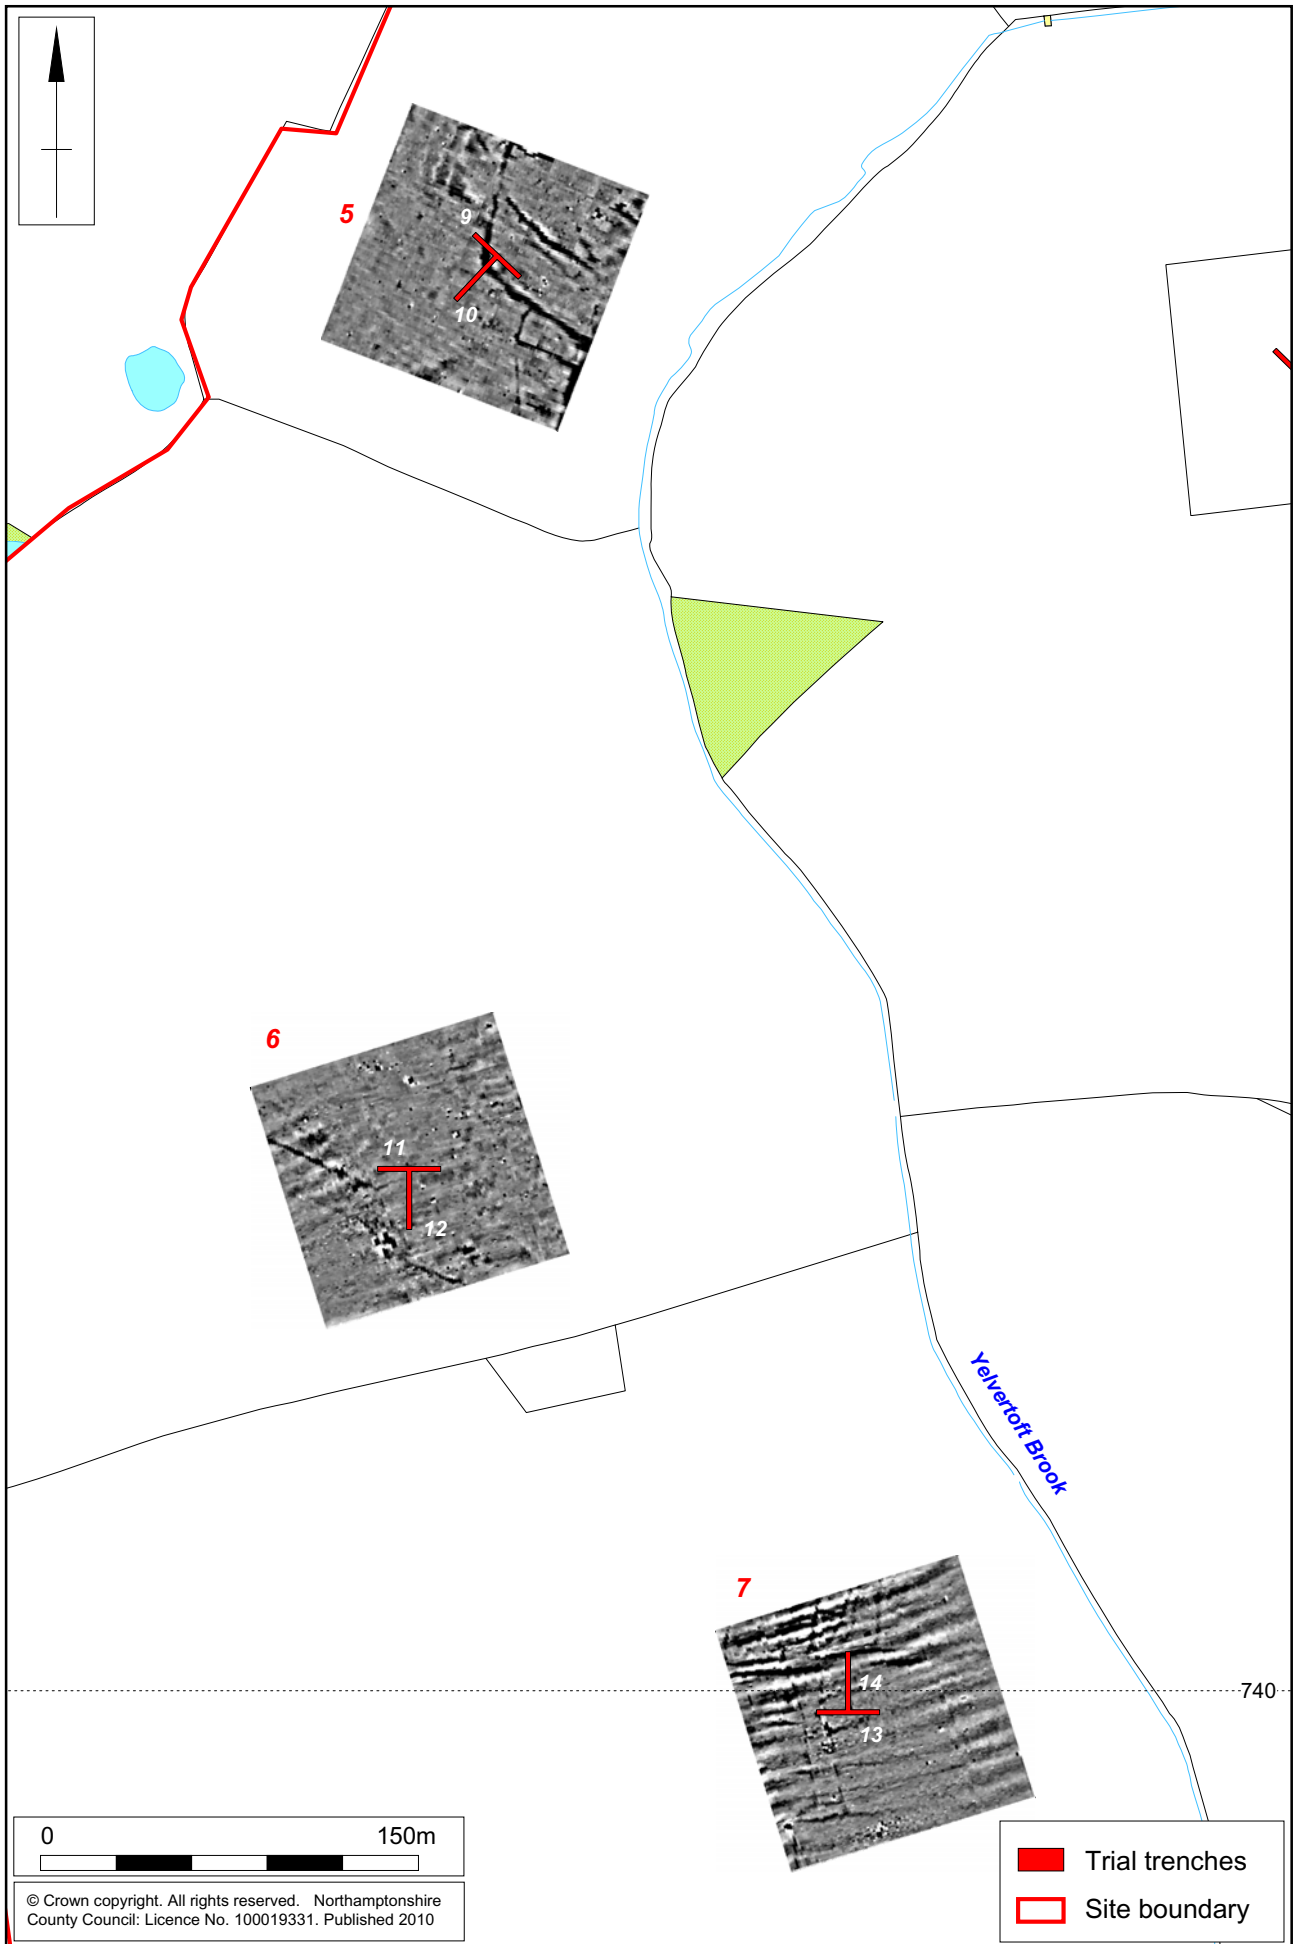 5
9
10
6
11
12
Yelvertoft Brook
7
14
740
13
0 150m
© Crown copyright. All rights reserved. Northamptonshire
County Council: Licence No. 100019331. Published 2010
Trial trenches
Site boundary